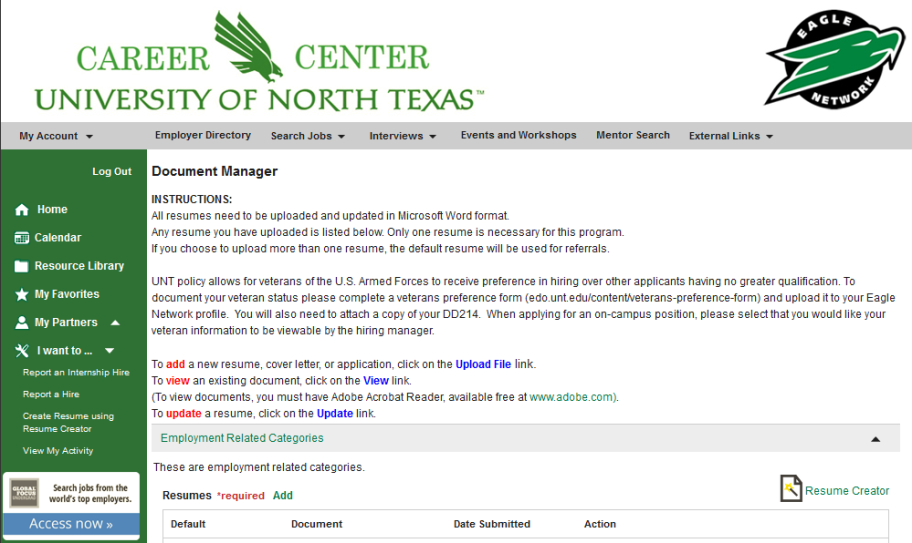 CAREER CENTER
UNIVERSITY OF NORTH TEXAS™
EAGLE
NETWORK
My Account
Employer Directory
Search Jobs
Interviews
Events and Workshops
Mentor Search
External Links
Log Out
Home
Calendar
Resource Library
My Favorites
My Partners
I want to ...
Report an Internship Hire
Report a Hire
Create Resume using
Resume Creator
View My Activity
GLOBAL
FOCUS
Search jobs from the
world's top employers.
Access now »
Document Manager
INSTRUCTIONS:
All resumes need to be uploaded and updated in Microsoft Word format.
Any resume you have uploaded is listed below. Only one resume is necessary for this program.
If you choose to upload more than one resume, the default resume will be used for referrals.
UNT policy allows for veterans of the U.S. Armed Forces to receive preference in hiring over other applicants having no greater qualification. To
document your veteran status please complete a veterans preference form (edo.unt.edu/content/veterans-preference-form) and upload it to your Eagle
Network profile. You will also need to attach a copy of your DD214. When applying for an on-campus position, please select that you would like your
veteran information to be viewable by the hiring manager.
To add a new resume, cover letter, or application, click on the Upload File link.
To view an existing document, click on the View link.
(To view documents, you must have Adobe Acrobat Reader, available free at www.adobe.com).
To update a resume, click on the Update link.
Employment Related Categories
These are employment related categories.
Resumes *required Add
Resume Creator
Default Document Date Submitted Action